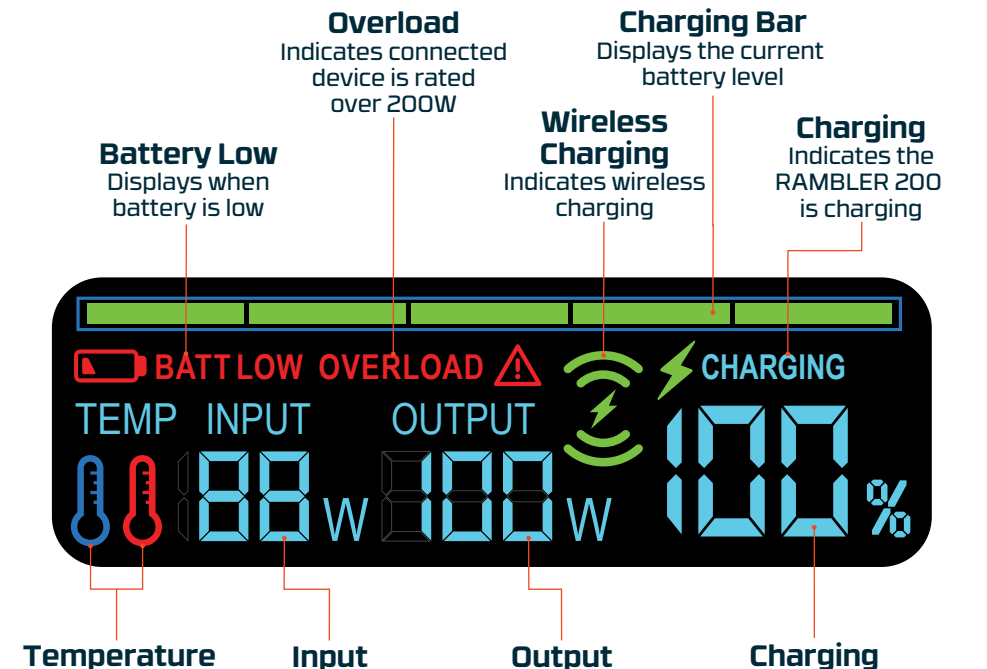 Overload
Indicates connected
device is rated
over 200W
Charging Bar
Displays the current
battery level
Wireless
Charging
Indicates wireless
charging
Charging
Indicates the
RAMBLER 200
is charging
Battery Low
Displays when
battery is low
BATT LOW OVERLOAD CHARGING
TEMP INPUT OUTPUT
88 W 100 W 100 %
Temperature Input Output Charging